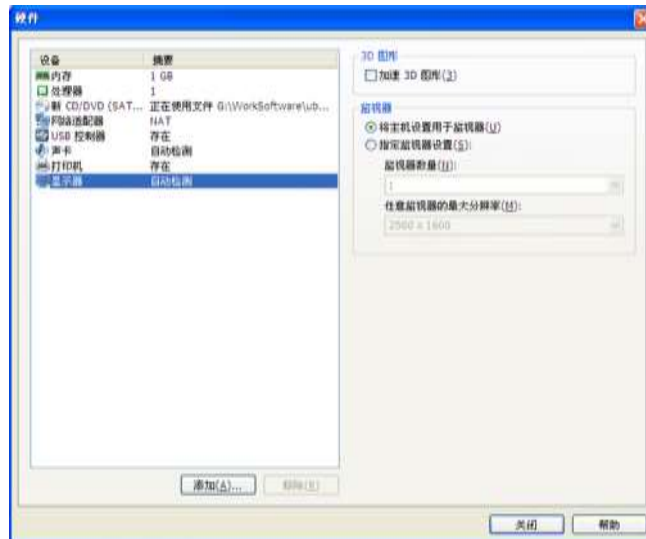 硬件
设备 摘要
内存 1 GB
处理器 1
新 CD/DVD (SAT... 正在使用文件 G:\WorkSoftware\ub...
网络适配器 NAT
USB 控制器 存在
声卡 自动检测
打印机 存在
显示器 自动检测
添加(A)... 移除(R)
3D 图形
加速 3D 图形(3)
监视器
将主机设置用于监视器(U)
指定监视器设置(S):
监视器数量(N):
1
任意监视器的最大分辨率(M):
2560 x 1600
关闭 帮助